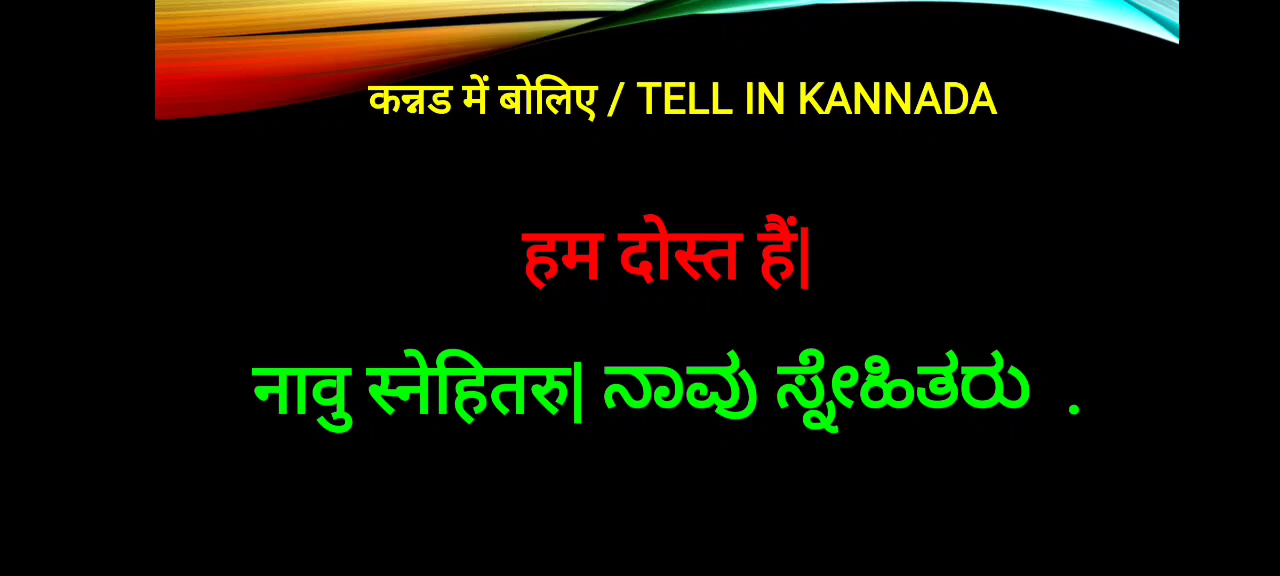 कन्नड में बोलिए / TELL IN KANNADA
हम दोस्त हैं|
नावु स्नेहितरु| ನಾವು ಸ್ನೇಹಿತರು .